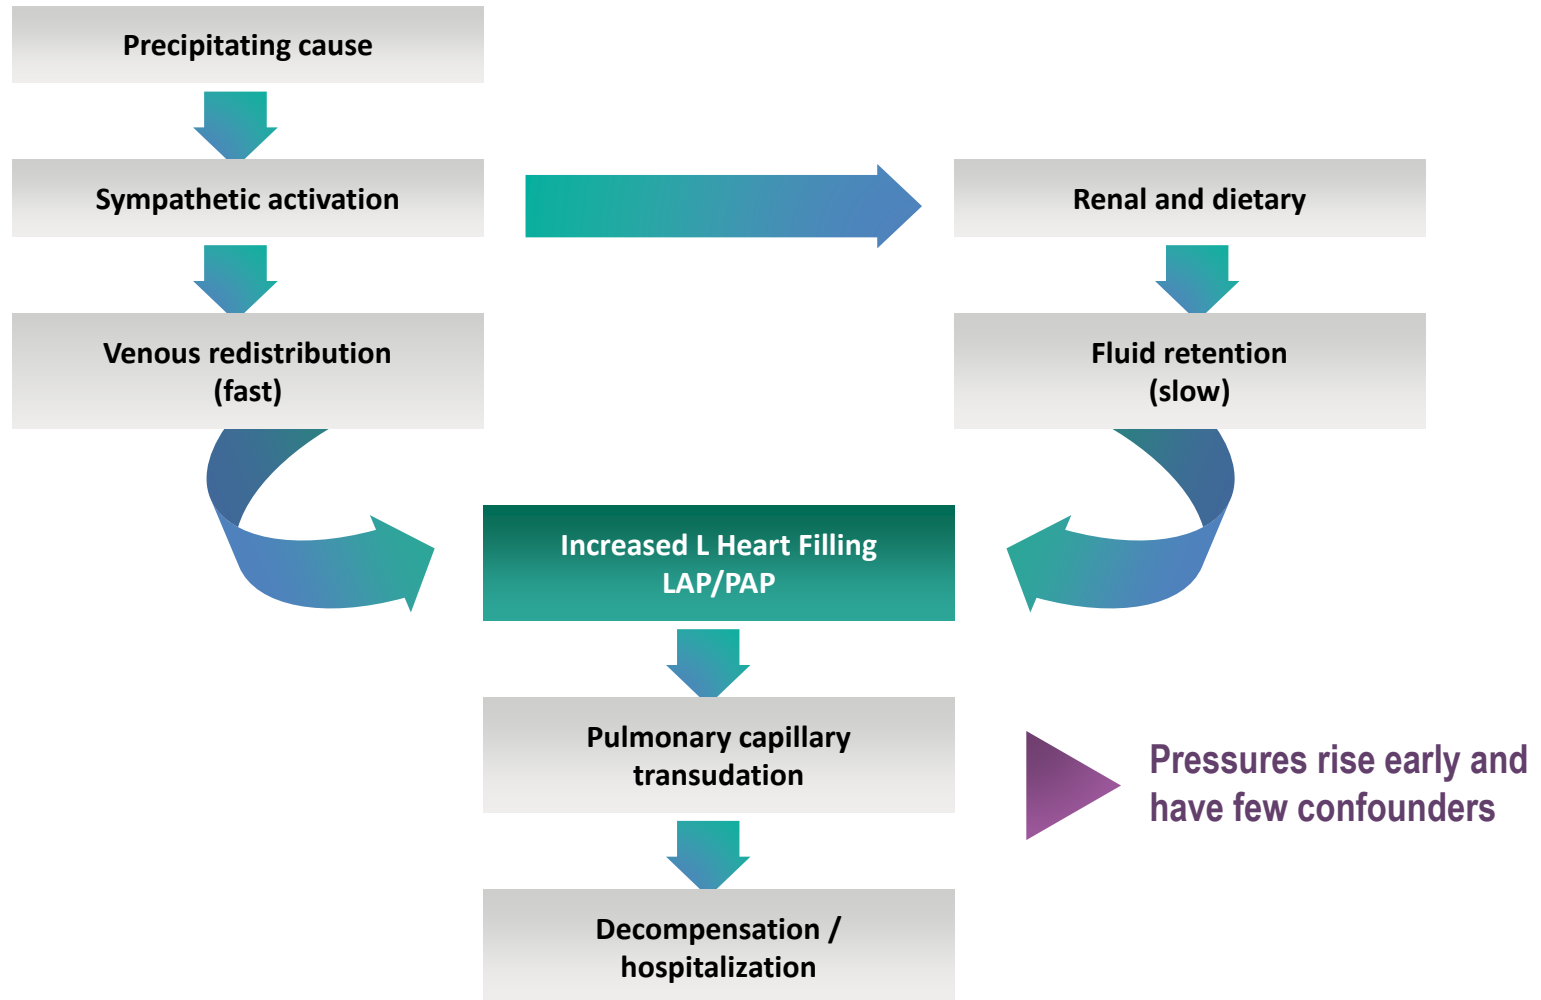 Precipitating cause
Sympathetic activation
Renal and dietary
Venous redistribution
(fast)
Fluid retention
(slow)
Increased L Heart Filling
LAP/PAP
Pulmonary capillary
transudation
Pressures rise early and
have few confounders
Decompensation /
hospitalization